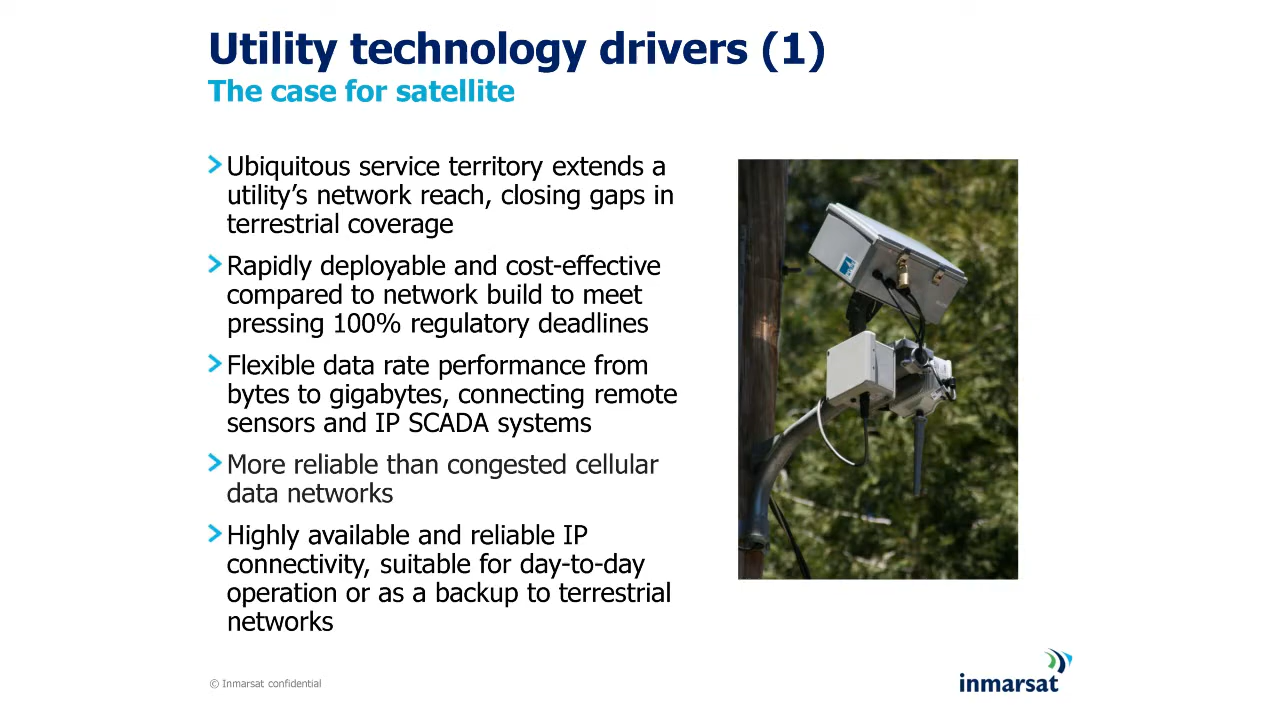 Utility technology drivers (1)
The case for satellite
Ubiquitous service territory extends a
utility’s network reach, closing gaps in
terrestrial coverage
Rapidly deployable and cost-effective
compared to network build to meet
pressing 100% regulatory deadlines
Flexible data rate performance from
bytes to gigabytes, connecting remote
sensors and IP SCADA systems
More reliable than congested cellular
data networks
Highly available and reliable IP
connectivity, suitable for day-to-day
operation or as a backup to terrestrial
networks
© Inmarsat confidential
inmarsat